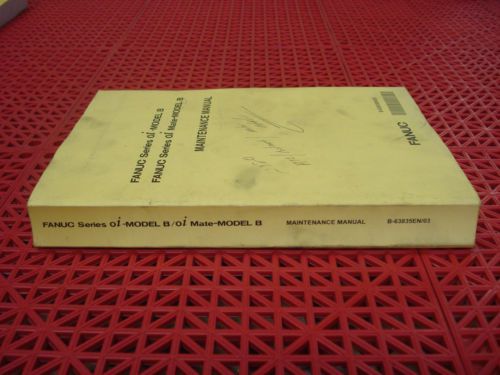 FANUC Series 0i-MODEL B
FANUC Series 0i Mate-MODEL B
MAINTENANCE MANUAL
FANUC
FANUC Series 0i-MODEL B/0i Mate-MODEL B MAINTENANCE MANUAL B-63835EN/03